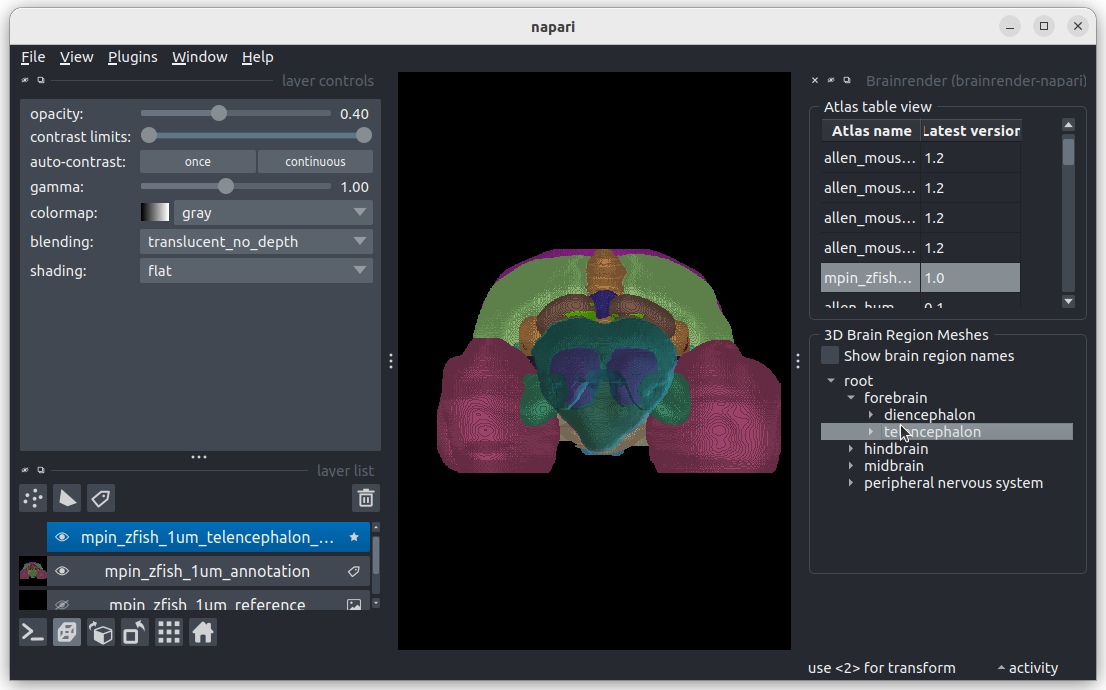 napari
File View Plugins Window Help
layer controls
opacity: 0.40
contrast limits:
auto-contrast: once continuous
gamma: 1.00
colormap: gray
blending: translucent_no_depth
shading: flat
layer list
mpin_zfish_1um_telencephalon_...
mpin_zfish_1um_annotation
mpin_zfish_1um_reference
Brainrender (brainrender-napari)
Atlas table view
Atlas name Latest version
allen_mous... 1.2
allen_mous... 1.2
allen_mous... 1.2
allen_mous... 1.2
mpin_zfish... 1.0
allen_hum... 0.1
3D Brain Region Meshes
Show brain region names
root
forebrain
diencephalon
telencephalon
hindbrain
midbrain
peripheral nervous system
use <2> for transform activity